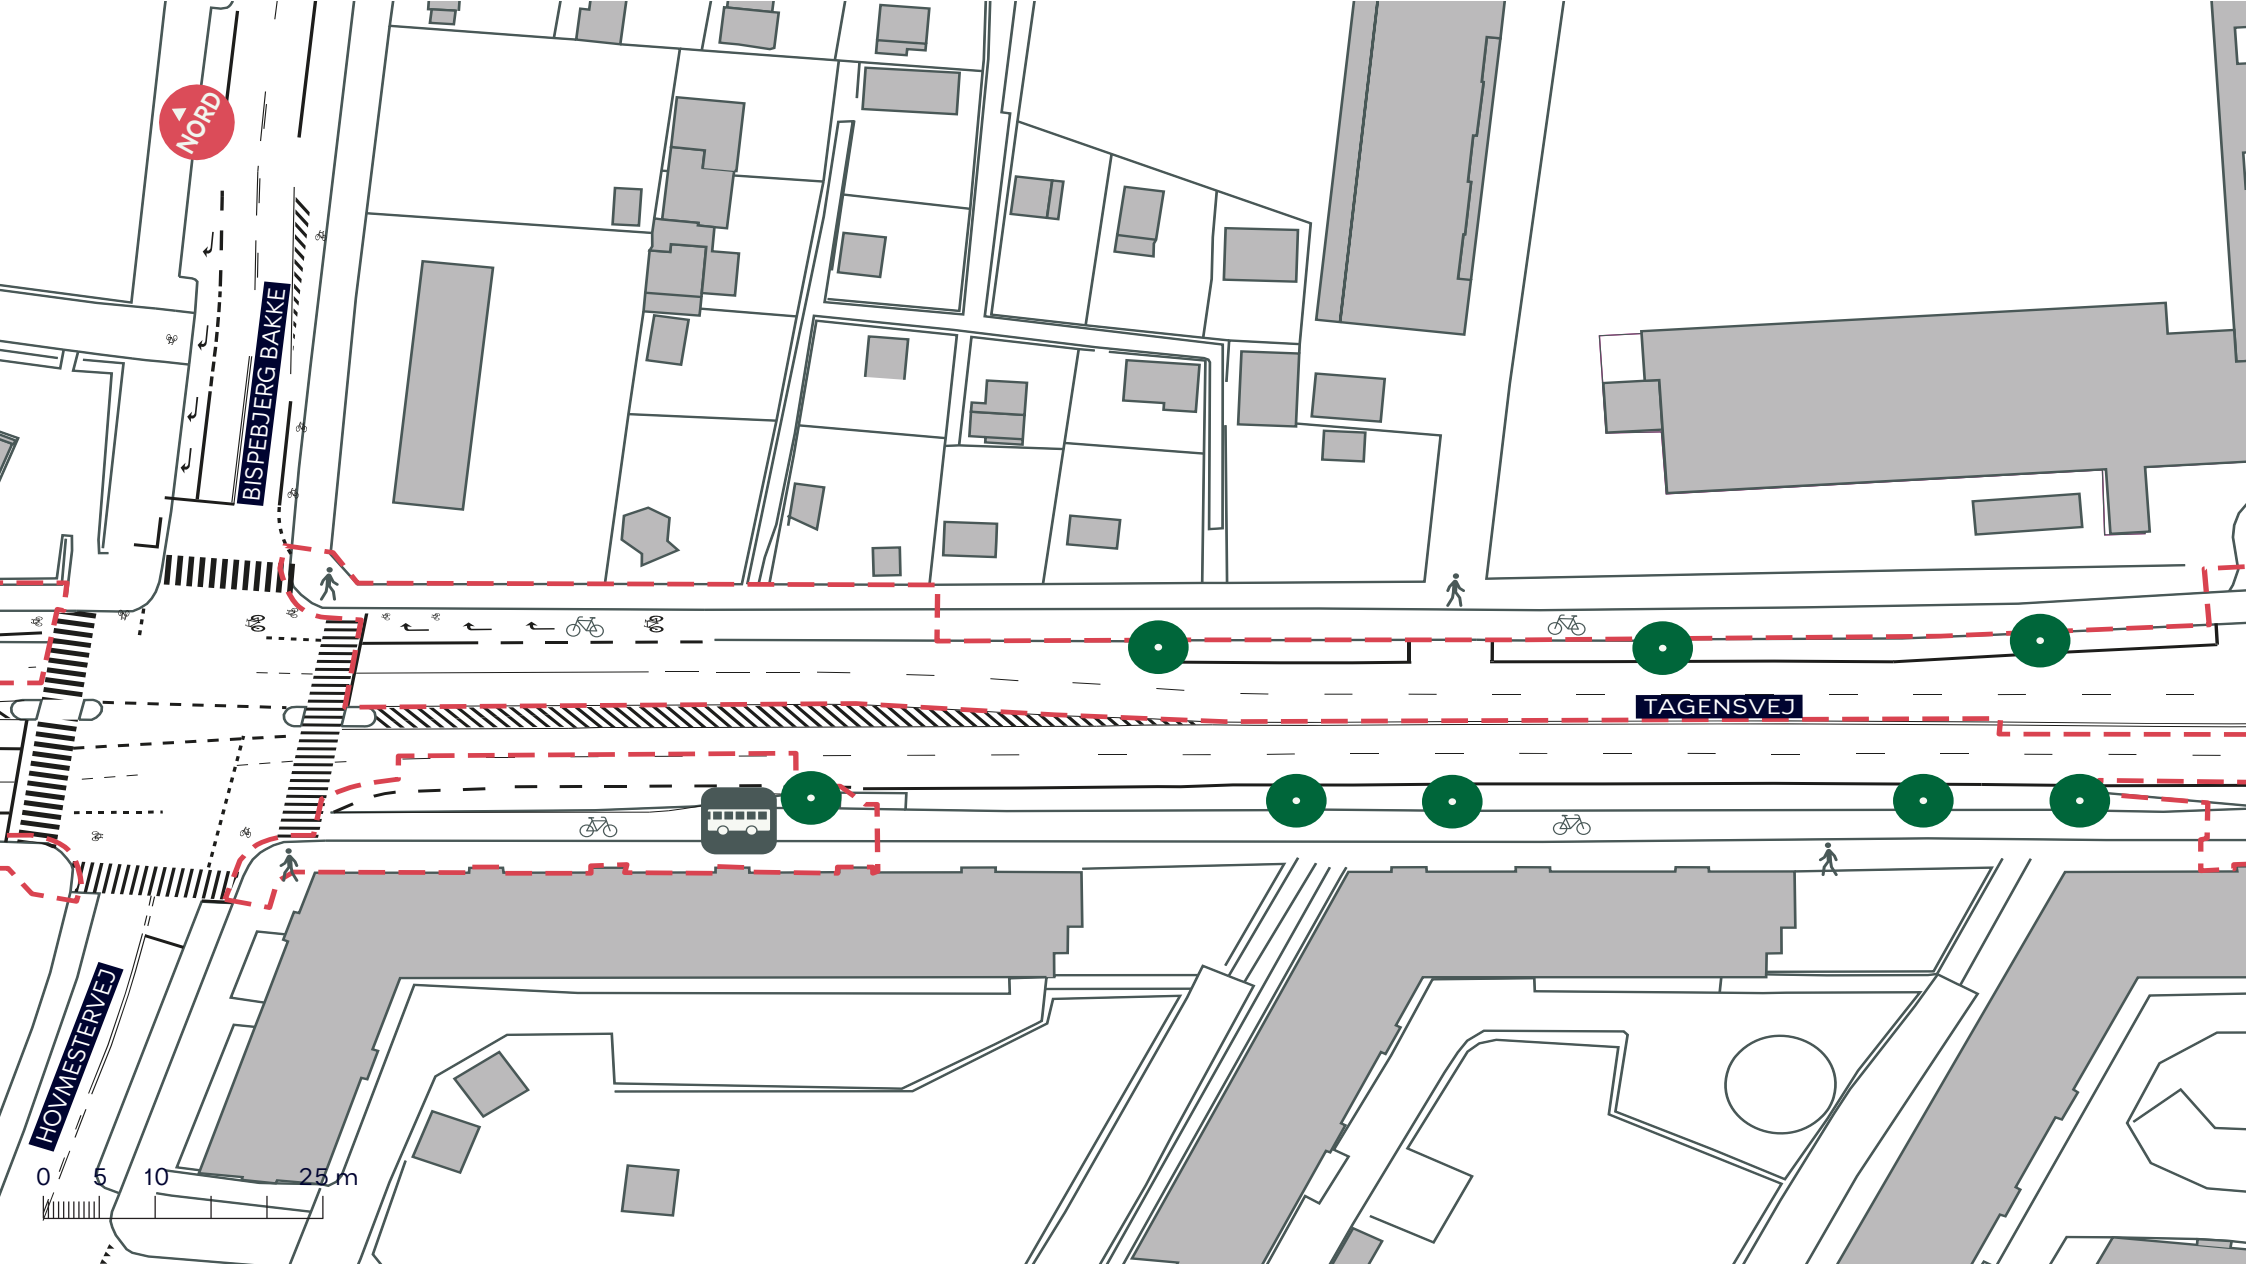 NORD
BISPEBJERG BAKKE
TAGENSVEJ
HOVMESTERVEJ
0 5 10 25 m